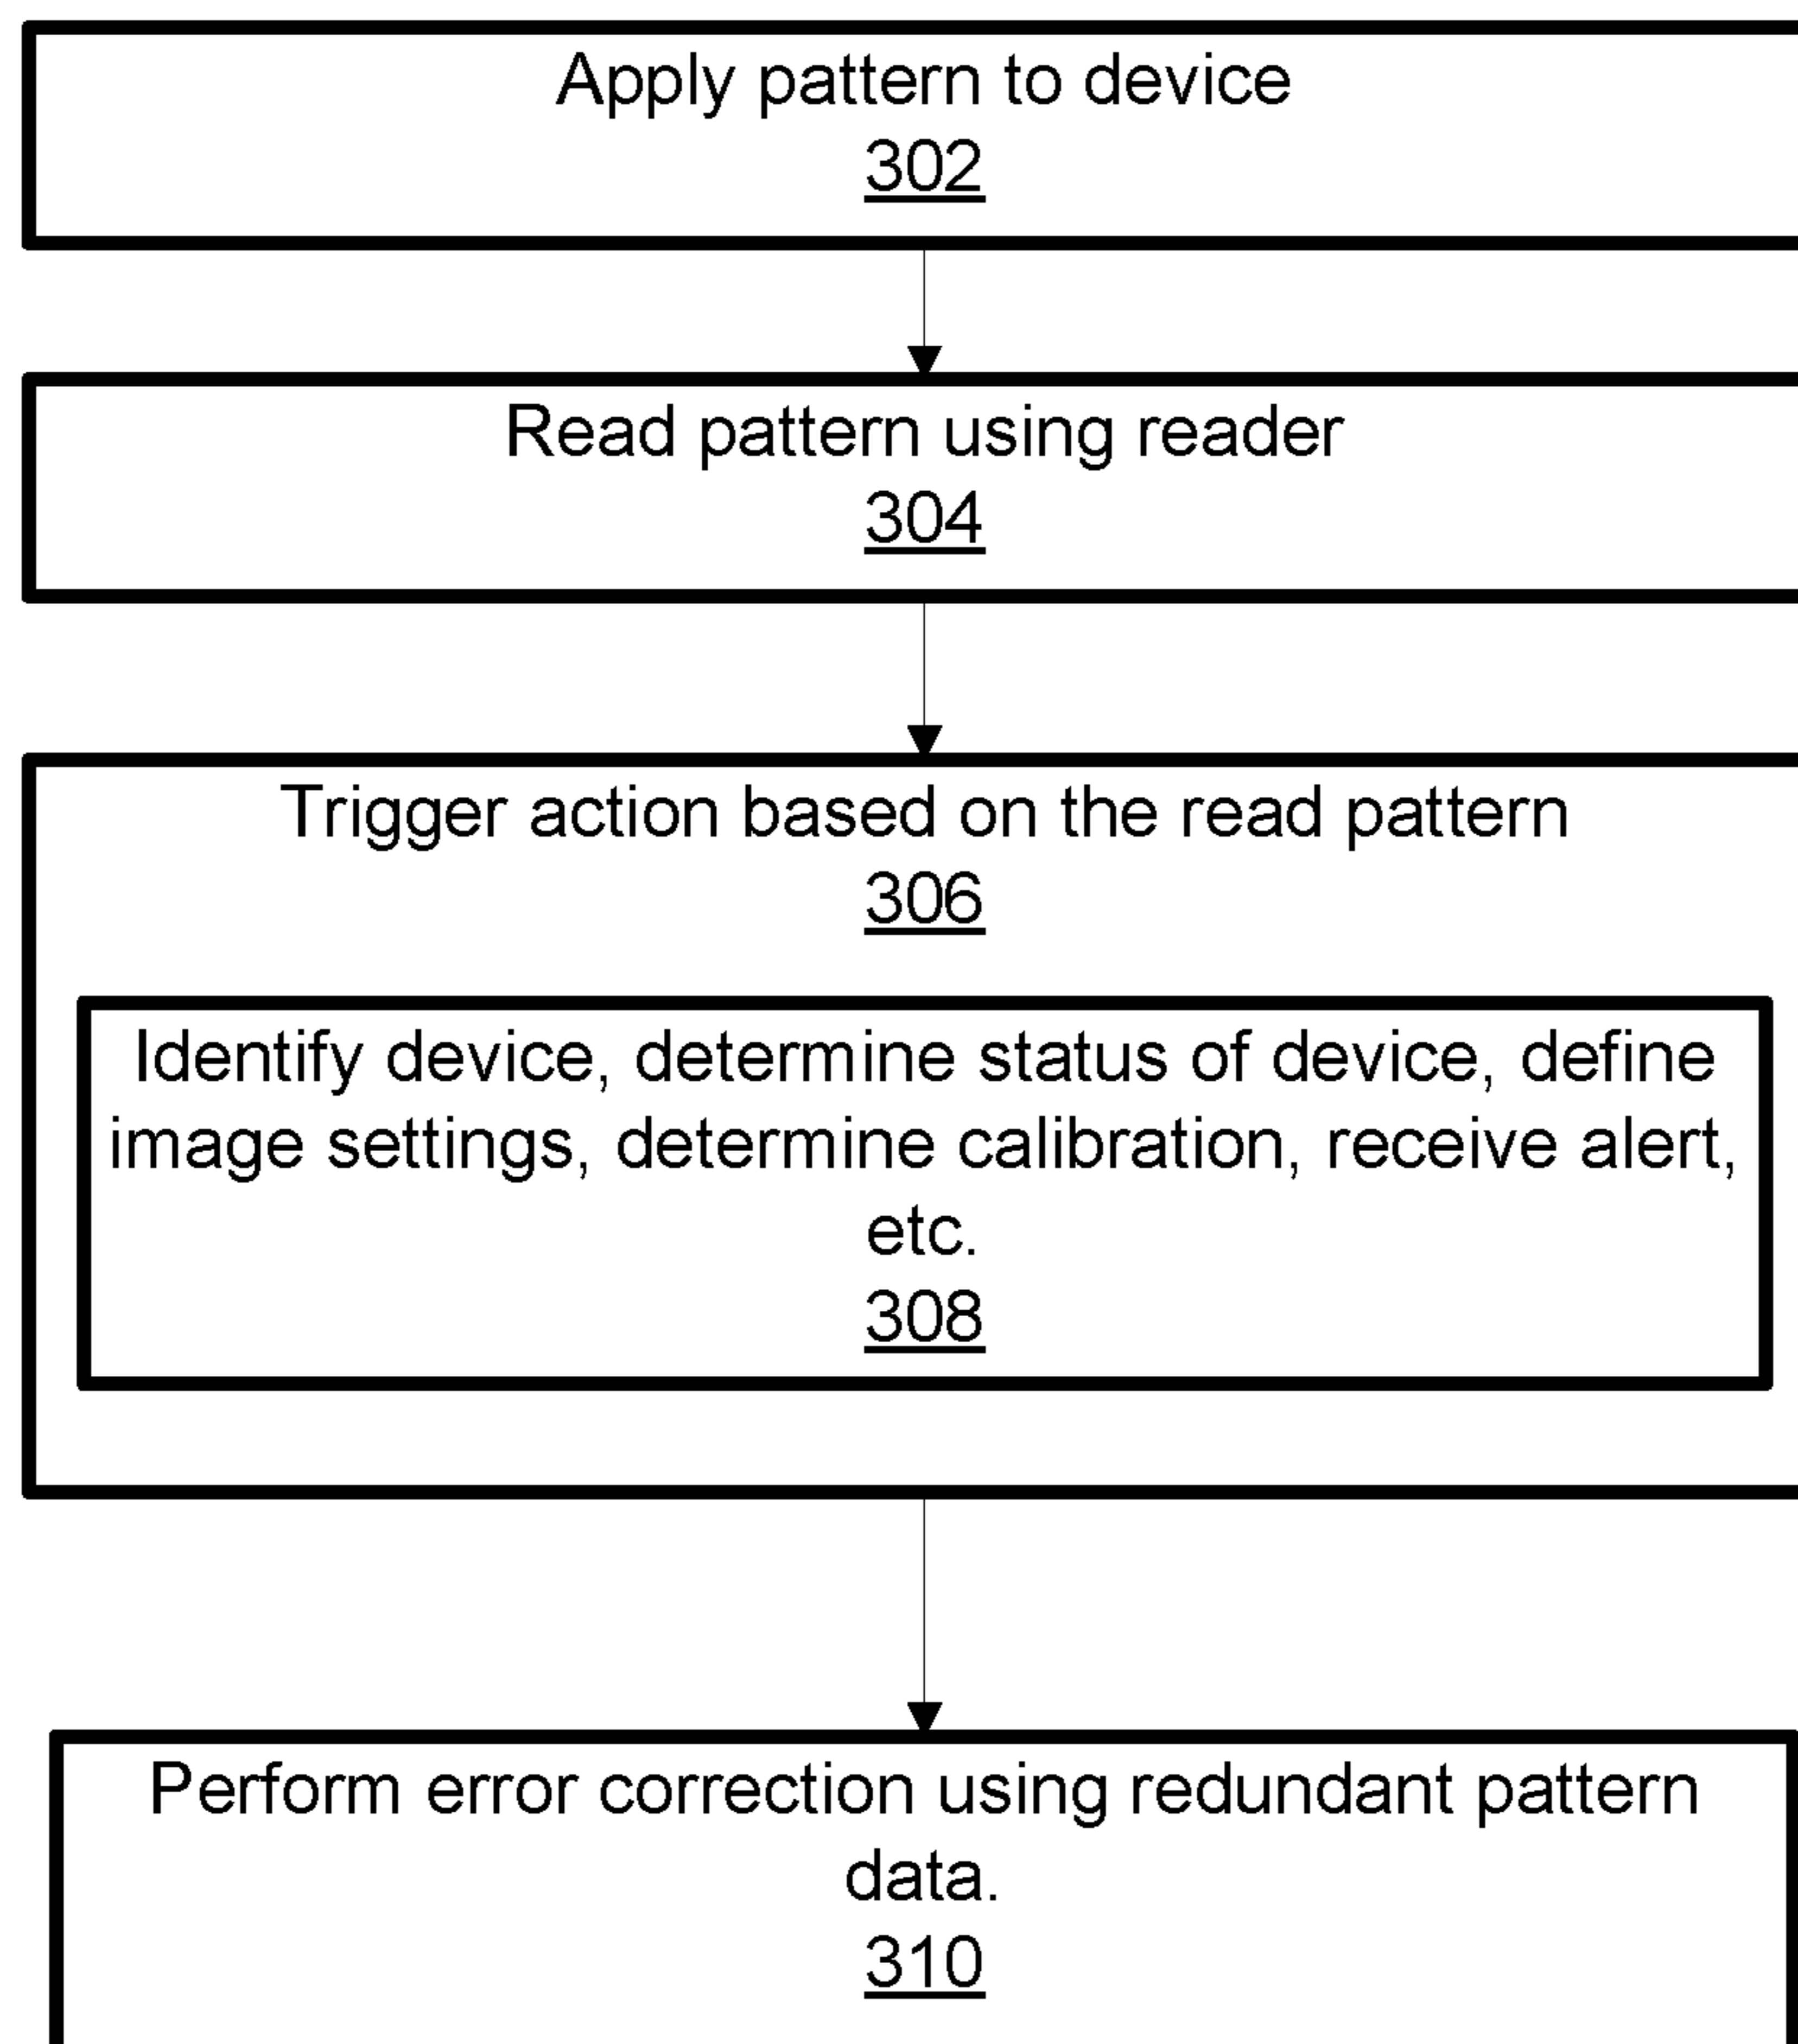 Apply pattern to device
302
Read pattern using reader
304
Trigger action based on the read pattern
306
Identify device, determine status of device, define
image settings, determine calibration, receive alert,
etc.
308
Perform error correction using redundant pattern
data.
310